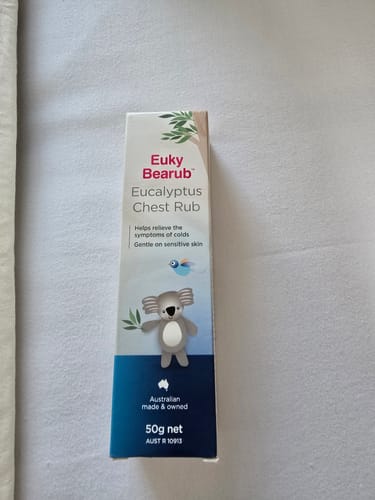 Euky
Bearub™
Eucalyptus
Chest Rub
Helps relieve the
symptoms of colds
Gentle on sensitive skin
Australian
made & owned
50g net
AUST R 10913